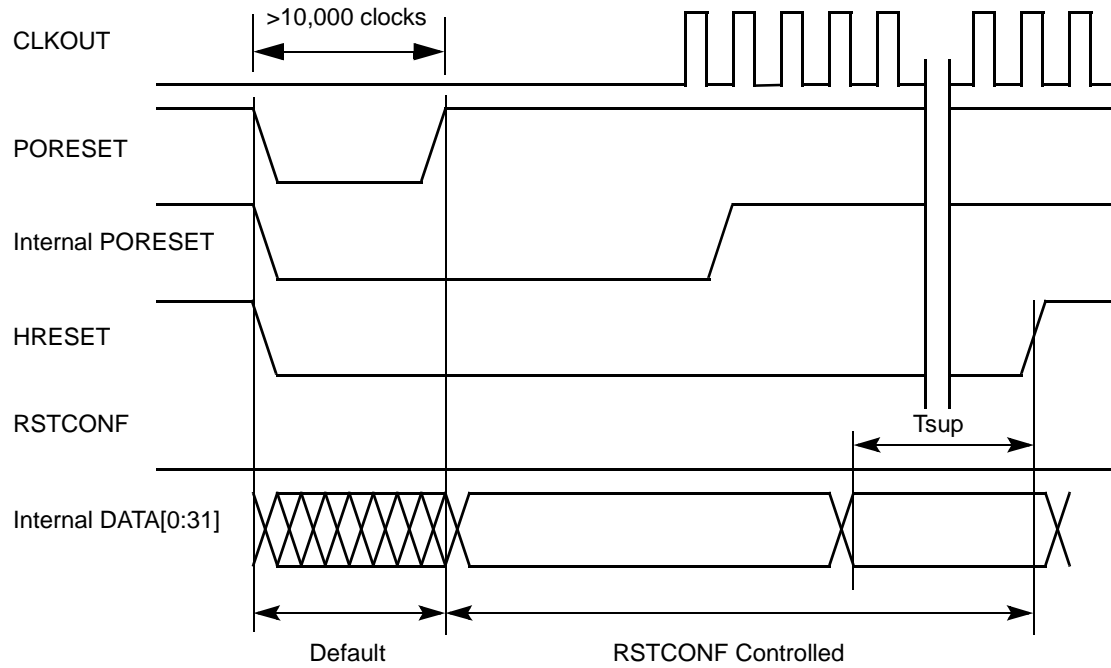 >10,000 clocks
CLKOUT
PORESET
Internal PORESET
HRESET
RSTCONF
Tsup
Internal DATA[0:31]
Default
RSTCONF Controlled